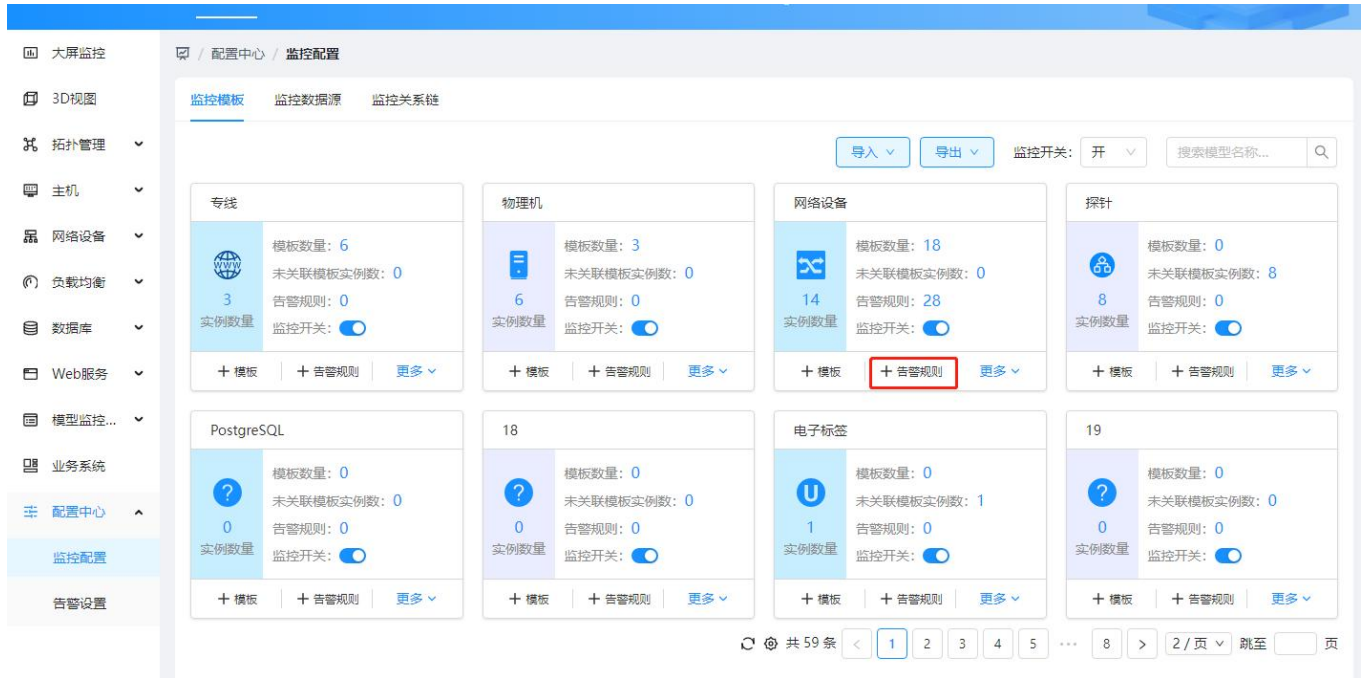 大屏监控
3D视图
拓扑管理
主机
网络设备
负载均衡
数据库
Web服务
模型监控...
业务系统
配置中心
监控配置
告警设置
/ 配置中心 / 监控配置
监控模板 监控数据源 监控关系链
导入 导出 监控开关: 开 搜索模型名称...
专线
WWW
3
实例数量
模板数量: 6
未关联模板实例数: 0
告警规则: 0
监控开关:
+ 模板 + 告警规则 更多
物理机
6
实例数量
模板数量: 3
未关联模板实例数: 0
告警规则: 0
监控开关:
+ 模板 + 告警规则 更多
网络设备
14
实例数量
模板数量: 18
未关联模板实例数: 0
告警规则: 28
监控开关:
+ 模板 + 告警规则 更多
探针
8
实例数量
模板数量: 0
未关联模板实例数: 8
告警规则: 0
监控开关:
+ 模板 + 告警规则 更多
PostgreSQL
?
0
实例数量
模板数量: 0
未关联模板实例数: 0
告警规则: 0
监控开关:
+ 模板 + 告警规则 更多
18
?
0
实例数量
模板数量: 0
未关联模板实例数: 0
告警规则: 0
监控开关:
+ 模板 + 告警规则 更多
电子标签
U
1
实例数量
模板数量: 0
未关联模板实例数: 1
告警规则: 0
监控开关:
+ 模板 + 告警规则 更多
19
?
0
实例数量
模板数量: 0
未关联模板实例数: 0
告警规则: 0
监控开关:
+ 模板 + 告警规则 更多
共 59 条 < 1 2 3 4 5 ••• 8 > 2 / 页 跳至 页